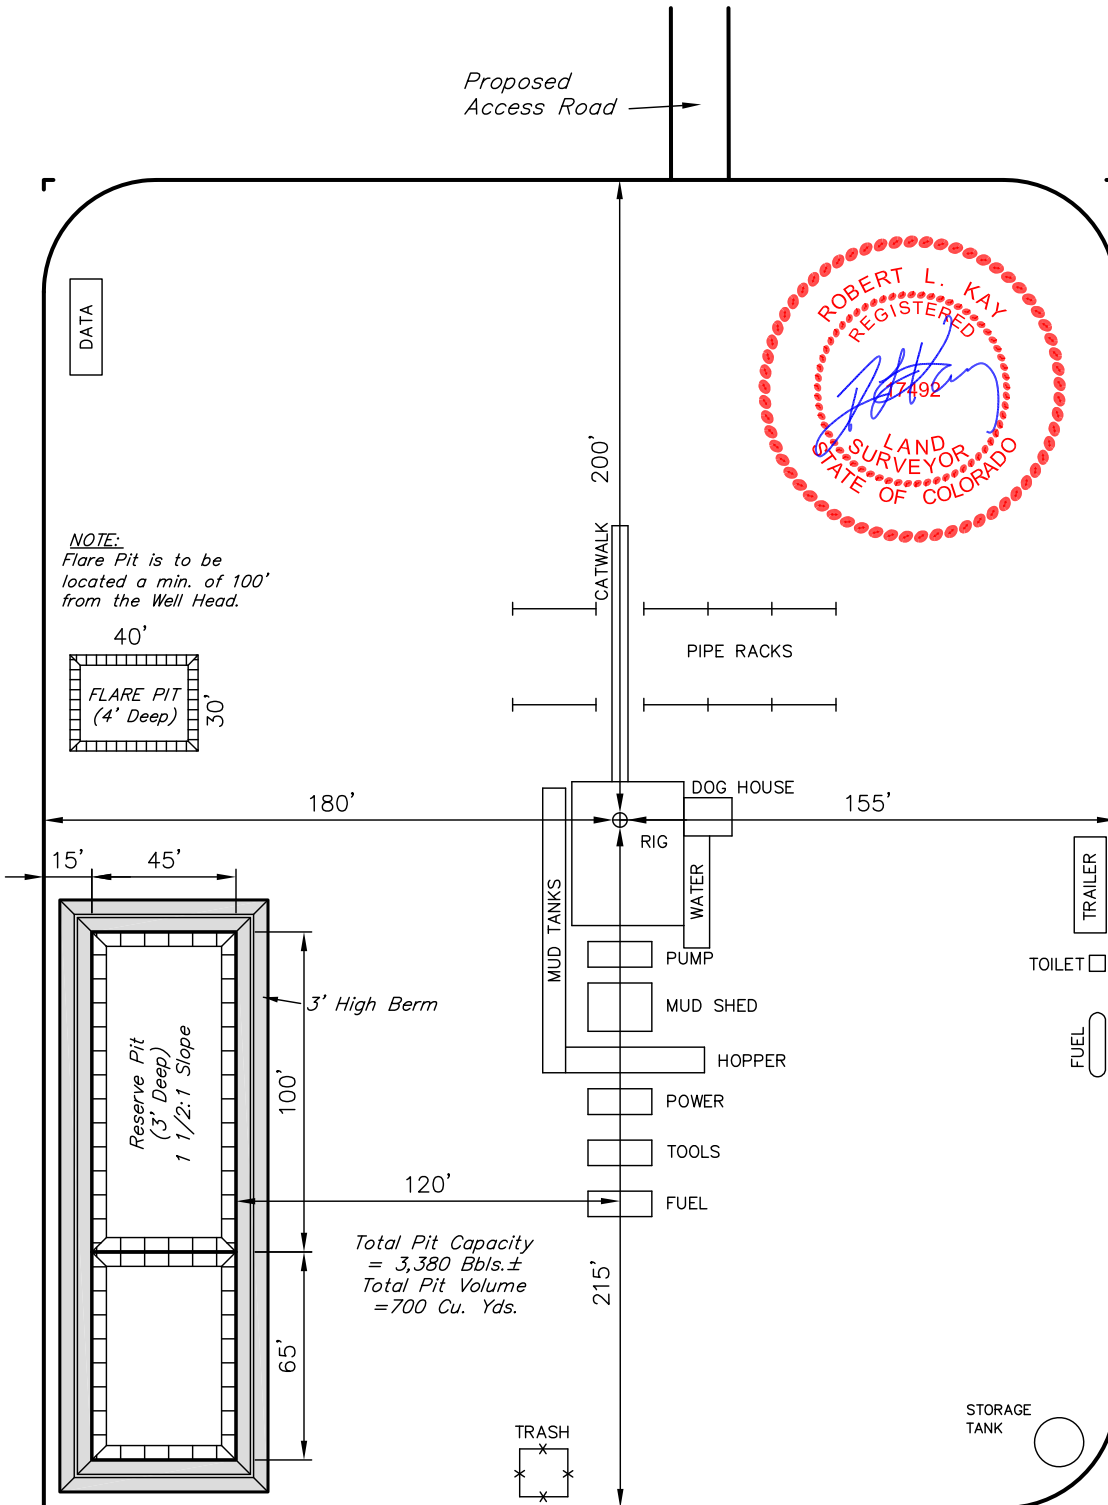 Proposed
Access Road
DATA
ROBERT L. KAY
REGISTERED
17492
LAND
SURVEYOR
STATE OF COLORADO
200'
CATWALK
NOTE:
Flare Pit is to be
located a min. of 100'
from the Well Head.
40'
FLARE PIT
(4' Deep)
30'
PIPE RACKS
DOG HOUSE
180'
155'
RIG
15'
45'
MUD TANKS
WATER
TRAILER
PUMP
TOILET
3' High Berm
MUD SHED
FUEL
Reserve Pit
(3' Deep)
1 1/2:1 Slope
100'
HOPPER
POWER
TOOLS
120'
FUEL
Total Pit Capacity
= 3,380 Bbls.±
Total Pit Volume
=700 Cu. Yds.
215'
65'
TRASH
STORAGE
TANK